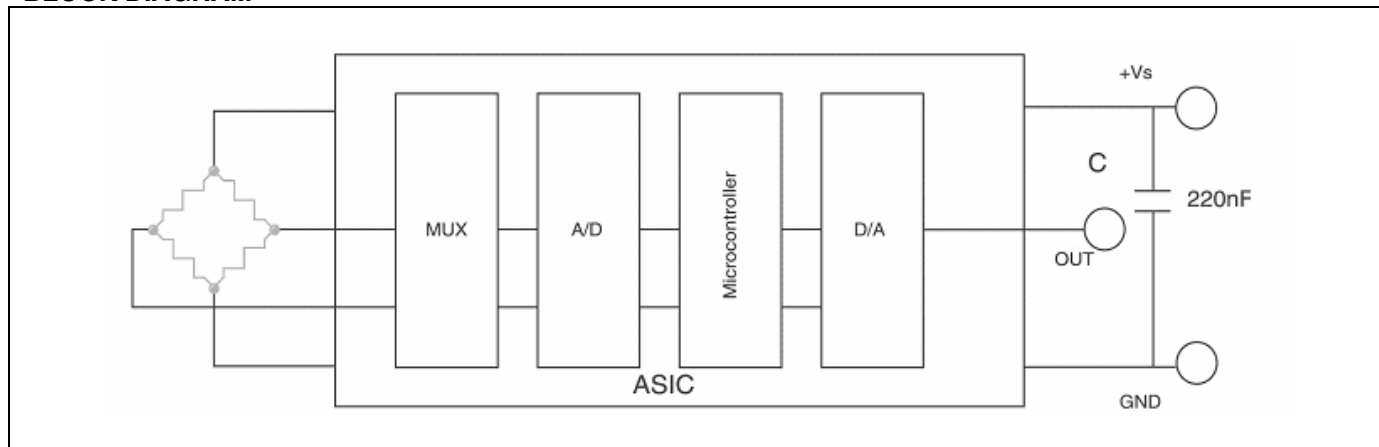 +Vs
C
220nF
MUX
A/D
Microcontroller
D/A
OUT
ASIC
GND